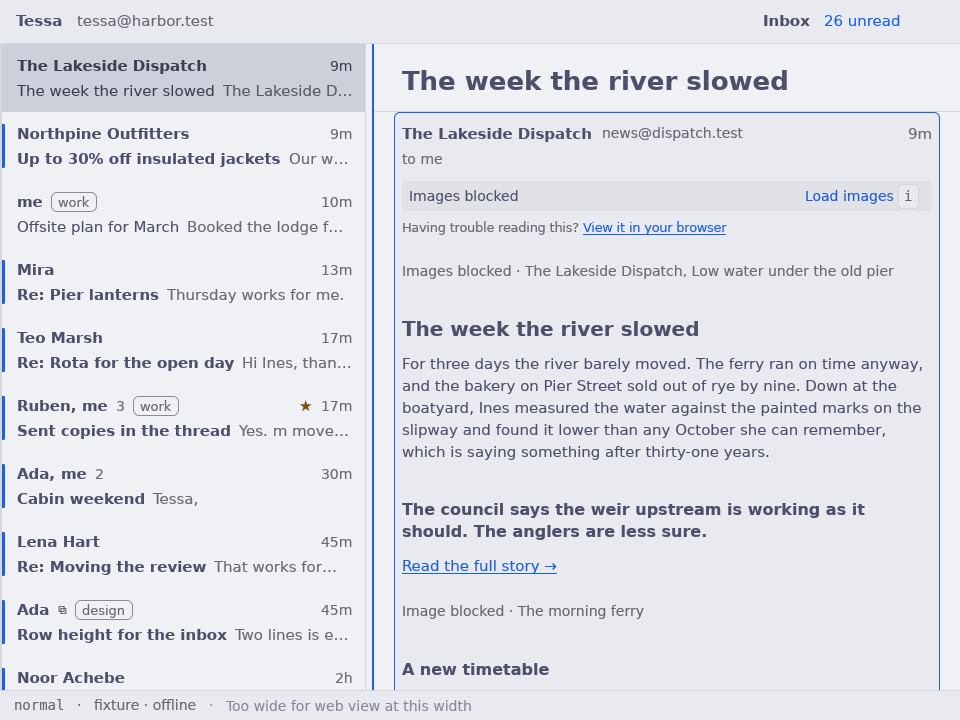 Tessa tessa@harbor.test Inbox 26 unread
The Lakeside Dispatch 9m
The week the river slowed The Lakeside D…
Northpine Outfitters 9m
Up to 30% off insulated jackets Our w…
me work 10m
Offsite plan for March Booked the lodge f…
Mira 13m
Re: Pier lanterns Thursday works for me.
Teo Marsh 17m
Re: Rota for the open day Hi Ines, than…
Ruben, me 3 work ★ 17m
Sent copies in the thread Yes. m move…
Ada, me 2 30m
Cabin weekend Tessa,
Lena Hart 45m
Re: Moving the review That works for…
Ada ⧉ design 45m
Row height for the inbox Two lines is e…
Noor Achebe 2h
The week the river slowed
The Lakeside Dispatch news@dispatch.test 9m
to me
Images blocked Load images i
Having trouble reading this? View it in your browser
Images blocked · The Lakeside Dispatch, Low water under the old pier
The week the river slowed
For three days the river barely moved. The ferry ran on time anyway,
and the bakery on Pier Street sold out of rye by nine. Down at the
boatyard, Ines measured the water against the painted marks on the
slipway and found it lower than any October she can remember,
which is saying something after thirty-one years.
The council says the weir upstream is working as it
should. The anglers are less sure.
Read the full story →
Image blocked · The morning ferry
A new timetable
normal · fixture · offline · Too wide for web view at this width